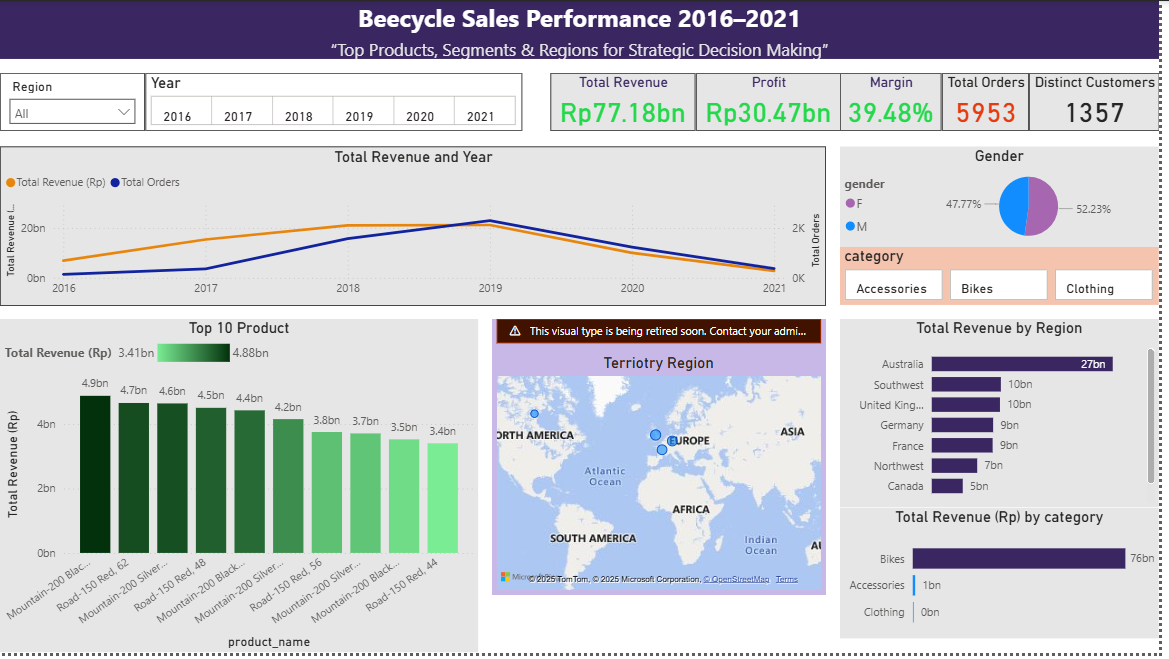 Beecycle Sales Performance 2016–2021
“Top Products, Segments & Regions for Strategic Decision Making”
Region
All
Year
2016 2017 2018 2019 2020 2021
Total Revenue
Rp77.18bn
Profit
Rp30.47bn
Margin
39.48%
Total Orders
5953
Distinct Customers
1357
Total Revenue and Year
Total Revenue (Rp) Total Orders
Total Revenue (...
20bn
0bn
2K
0K
Total Orders
2016 2017 2018 2019 2020 2021
Gender
gender
F
M
47.77%
52.23%
category
Accessories Bikes Clothing
Top 10 Product
Total Revenue (Rp) 3.41bn 4.88bn
Total Revenue (Rp)
4bn
2bn
0bn
4.9bn 4.7bn 4.6bn 4.5bn 4.4bn 4.2bn 3.8bn 3.7bn 3.5bn 3.4bn
Mountain-200 Blac...
Road-150 Red, 62
Mountain-200 Silver...
Road-150 Red, 48
Mountain-200 Black...
Mountain-200 Silver...
Road-150 Red, 56
Mountain-200 Silver...
Mountain-200 Black...
Road-150 Red, 44
product_name
This visual type is being retired soon. Contact your admi...
Terriotry Region
ORTH AMERICA
EUROPE
ASIA
Atlantic
Ocean
AFRICA
SOUTH AMERICA
Indian
Ocean
AU
© 2025 TomTom, © 2025 Microsoft Corporation, © OpenStreetMap Terms
Total Revenue by Region
Australia 27bn
Southwest 10bn
United King... 10bn
Germany 9bn
France 9bn
Northwest 7bn
Canada 5bn
Total Revenue (Rp) by category
Bikes 76bn
Accessories 1bn
Clothing 0bn